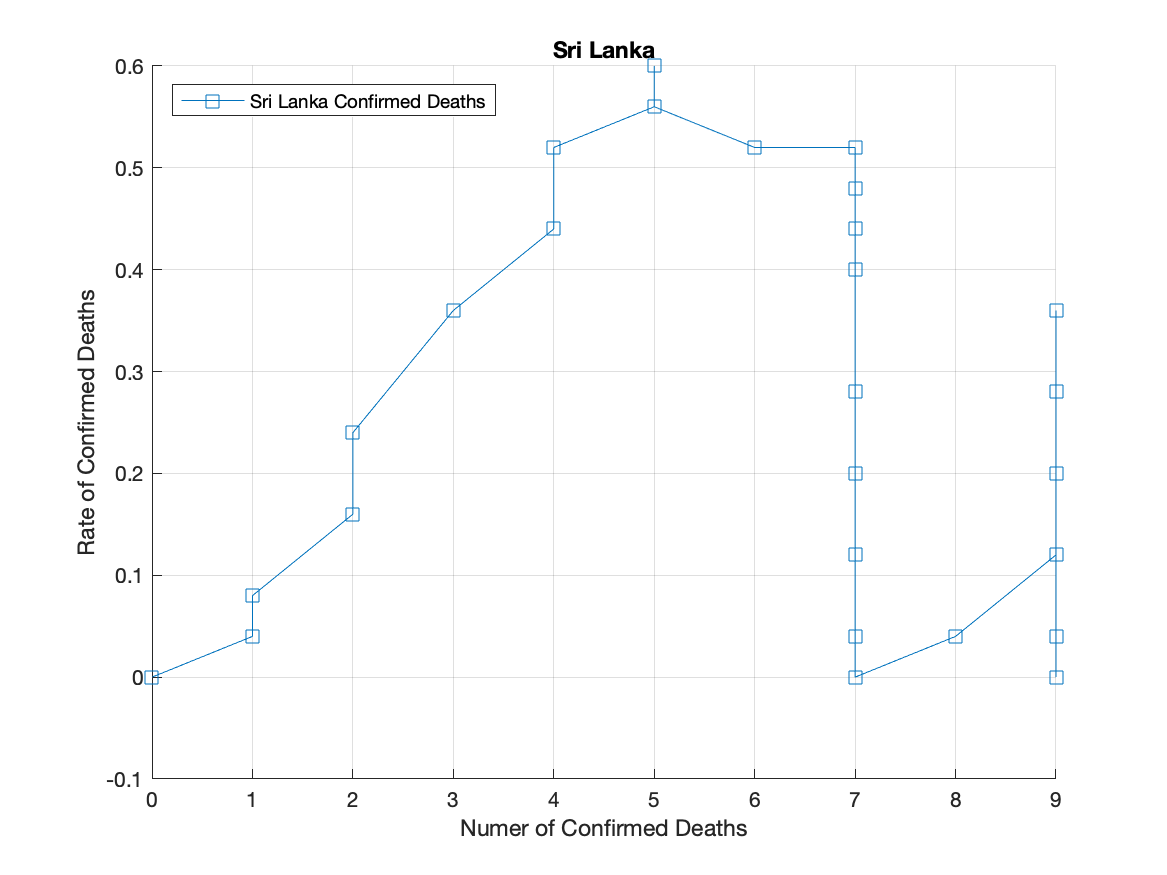 Sri Lanka
Sri Lanka Confirmed Deaths
Rate of Confirmed Deaths
0.6
0.5
0.4
0.3
0.2
0.1
0
-0.1
0 1 2 3 4 5 6 7 8 9
Numer of Confirmed Deaths